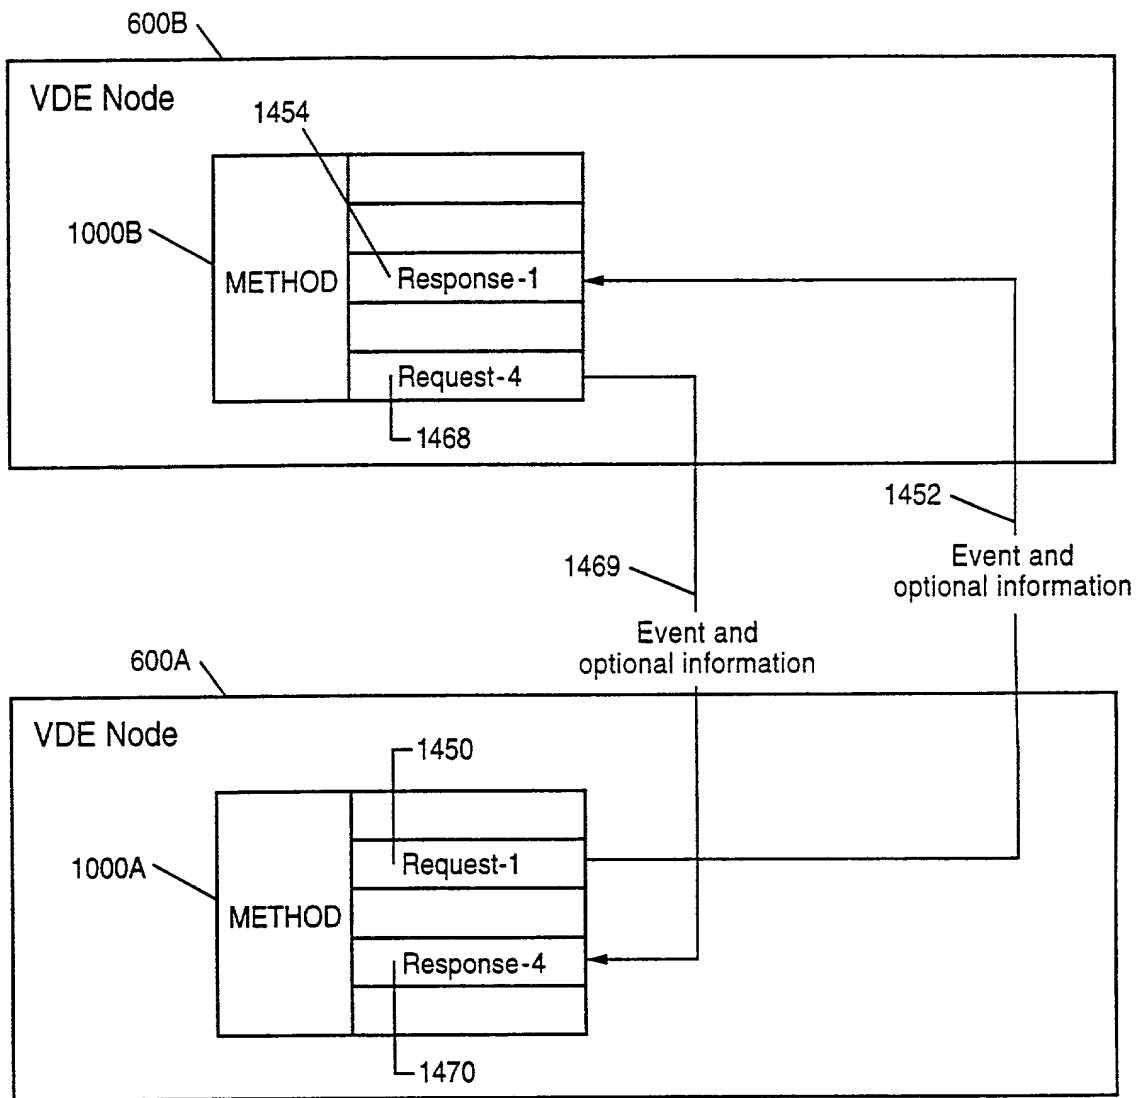 600B
VDE Node
1454
1000B
METHOD
Response-1
Request-4
1468
1452
Event and
optional information
1469
Event and
optional information
600A
VDE Node
1450
1000A
METHOD
Request-1
Response-4
1470